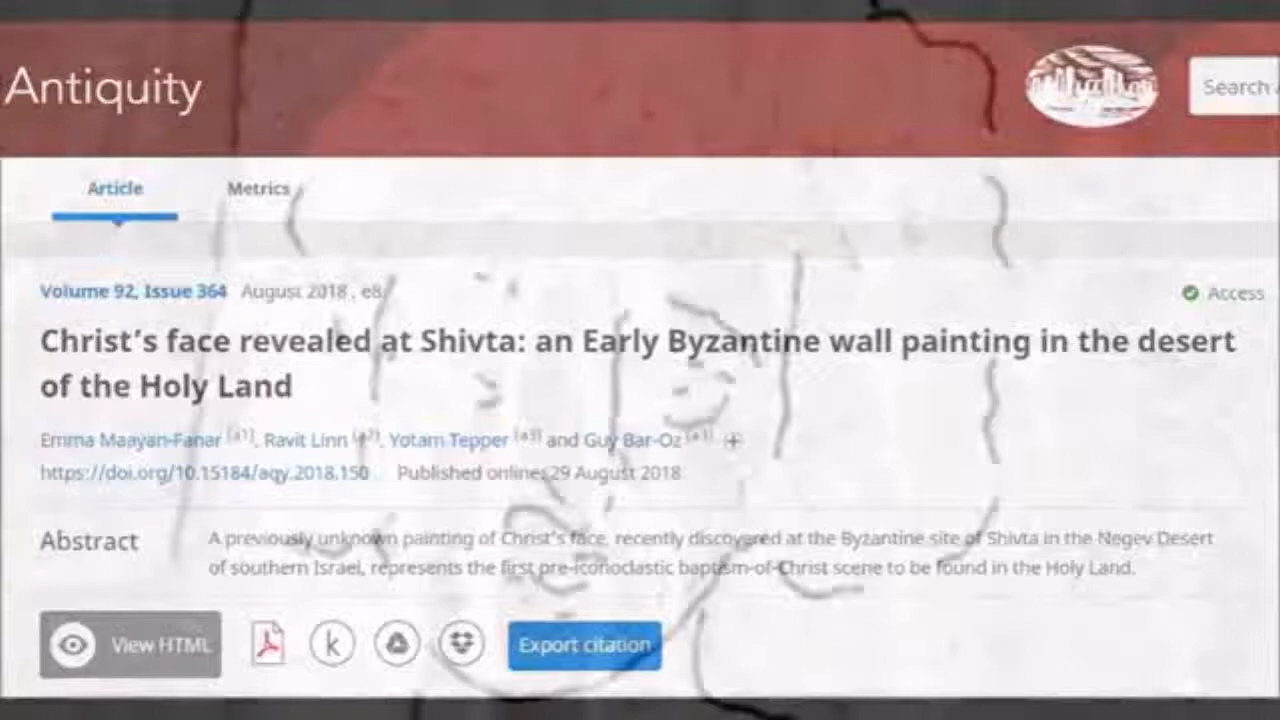 Antiquity
Search
Article Metrics
Volume 92, Issue 364 August 2018 , e8
Access
Christ's face revealed at Shivta: an Early Byzantine wall painting in the desert
of the Holy Land
Emma Maayan-Fanar (a1), Ravit Linn (a2), Yotam Tepper (a3) and Guy Bar-Oz (a3)
https://doi.org/10.15184/aqy.2018.150 Published online: 29 August 2018
Abstract
A previously unknown painting of Christ's face, recently discovered at the Byzantine site of Shivta in the Negev Desert
of southern Israel, represents the first pre-iconoclastic baptism-of-Christ scene to be found in the Holy Land.
View HTML k Export citation